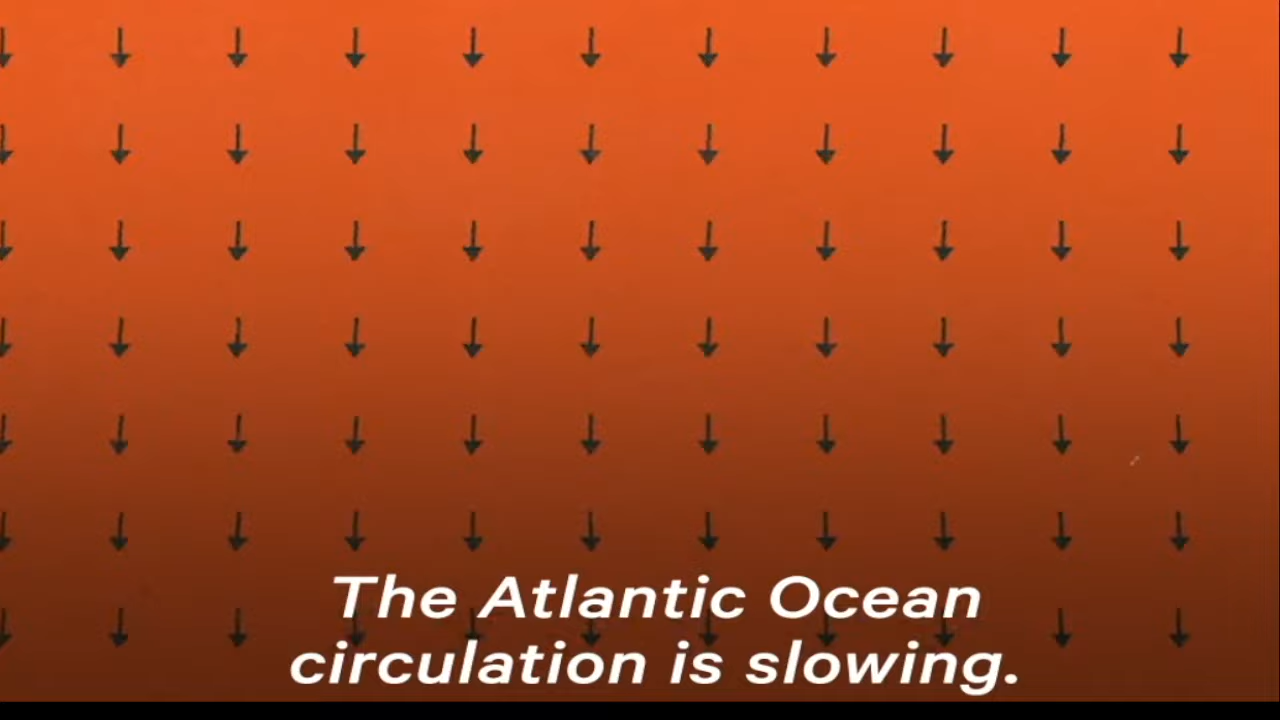 The Atlantic Ocean
circulation is slowing.